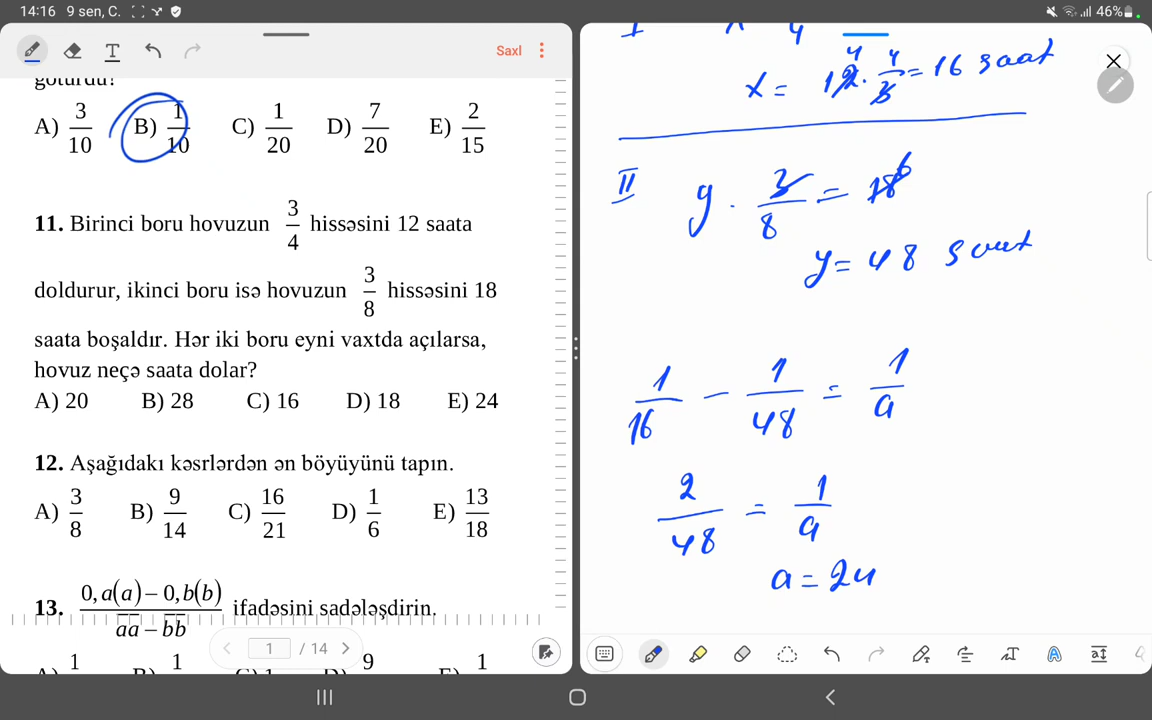 14:16 9 sen, C. 46%
Saxl
götürdü?
A) 3/10 B) 1/10 C) 1/20 D) 7/20 E) 2/15
11. Birinci boru hovuzun 3/4 hissəsini 12 saata
doldurur, ikinci boru isə hovuzun 3/8 hissəsini 18
saata boşaldır. Hər iki boru eyni vaxtda açılarsa,
hovuz neçə saata dolar?
A) 20 B) 28 C) 16 D) 18 E) 24
12. Aşağıdakı kəsrlərdən ən böyüyünü tapın.
A) 3/8 B) 9/14 C) 16/21 D) 1/6 E) 13/18
13. 0,a(a) – 0,b(b) / aa – bb ifadəsini sadələşdirin.
1 / 14
x = 12 · 4/3 = 16 saat
II y · 3/8 = 18 6
y = 48 saat
1/16 – 1/48 = 1/a
2/48 = 1/a
a = 24